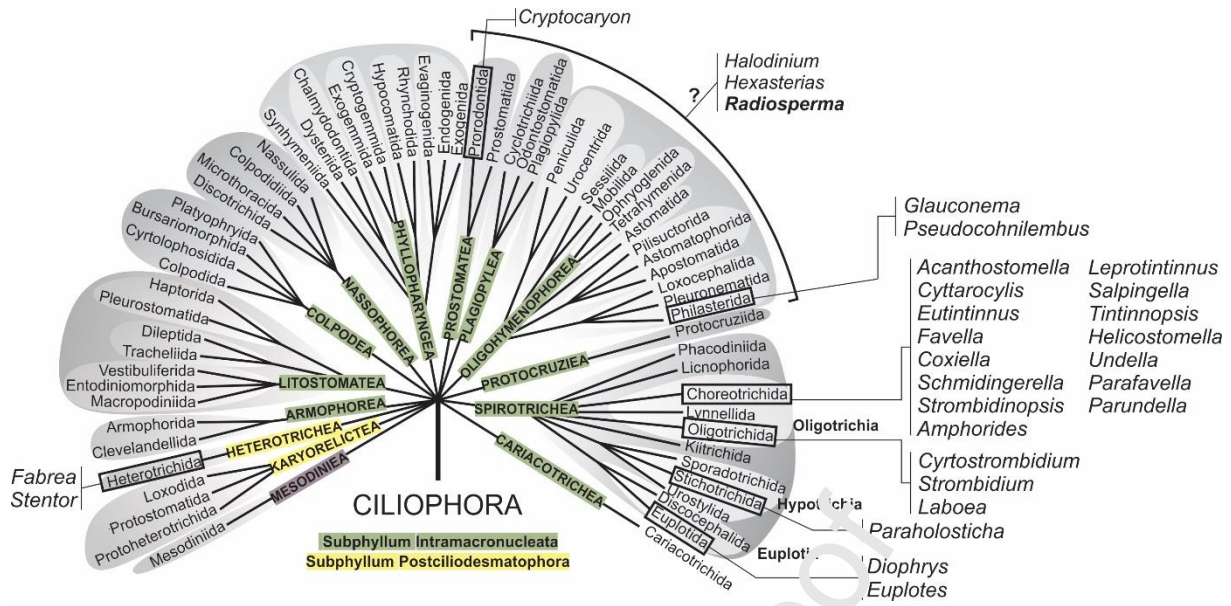 Cryptocaryon
Halodinium
Hexasterias
Radiosperma
?
Glauconema
Pseudocohnilembus
Acanthostomella
Cyttarocylis
Eutintinnus
Favella
Coxiella
Schmidingerella
Strombidinopsis
Amphorides
Leprotintinnus
Salpingella
Tintinnopsis
Helicostomella
Undella
Parafavella
Parundella
Cyrtostrombidium
Strombidium
Laboea
Paraholosticha
Diophrys
Euplotes
Fabrea
Stentor
Mesodiniida
Protoheterotrichida
Protostomatida
Loxodida
Heterotrichida
Clevelandellida
Armophorida
Macropodiniida
Entodiniomorphida
Vestibuliferida
Tracheliida
Dileptida
Pleurostomatida
Haptorida
Colpodida
Cyrtolophosidida
Bursariomorphida
Platyophryida
Discotrichida
Microthoracida
Colpodidiida
Nassulida
Synhymeniida
Dysteriida
Chalmydodontida
Exogemmida
Cryptogemmida
Hypocomatida
Rhynchodida
Evaginogenida
Endogenida
Exogenida
Prorodontida
Prostomatida
Cyclotrichiida
Odontostomatida
Plagiopylida
Peniculida
Urocentrida
Sessilida
Mobilida
Ophryoglenida
Tetrahymenida
Astomatida
Pilisuctorida
Astomatophorida
Apostomatida
Loxocephalida
Pleuronematida
Philasterida
Protocruziida
Phacodiniida
Licnophorida
Choreotrichida
Lynnellida
Oligotrichida
Oligotrichia
Kiitrichida
Sporadotrichida
Stichotrichida
Urostylida
Discocephalida
Euplotida
Cariacotrichida
MESODINIEA
KARYORELICTEA
HETEROTRICHEA
ARMOPHOREA
LITOSTOMATEA
COLPODEA
NASSOPHOREA
PHYLLOPHARYNGEA
PROSTOMATEA
PLAGIOPYLEA
OLIGOHYMENOPHOREA
PROTOCRUZIEA
SPIROTRICHEA
CARIACOTRICHEA
CILIOPHORA
Subphyllum Intramacronucleata
Subphyllum Postciliodesmatophora